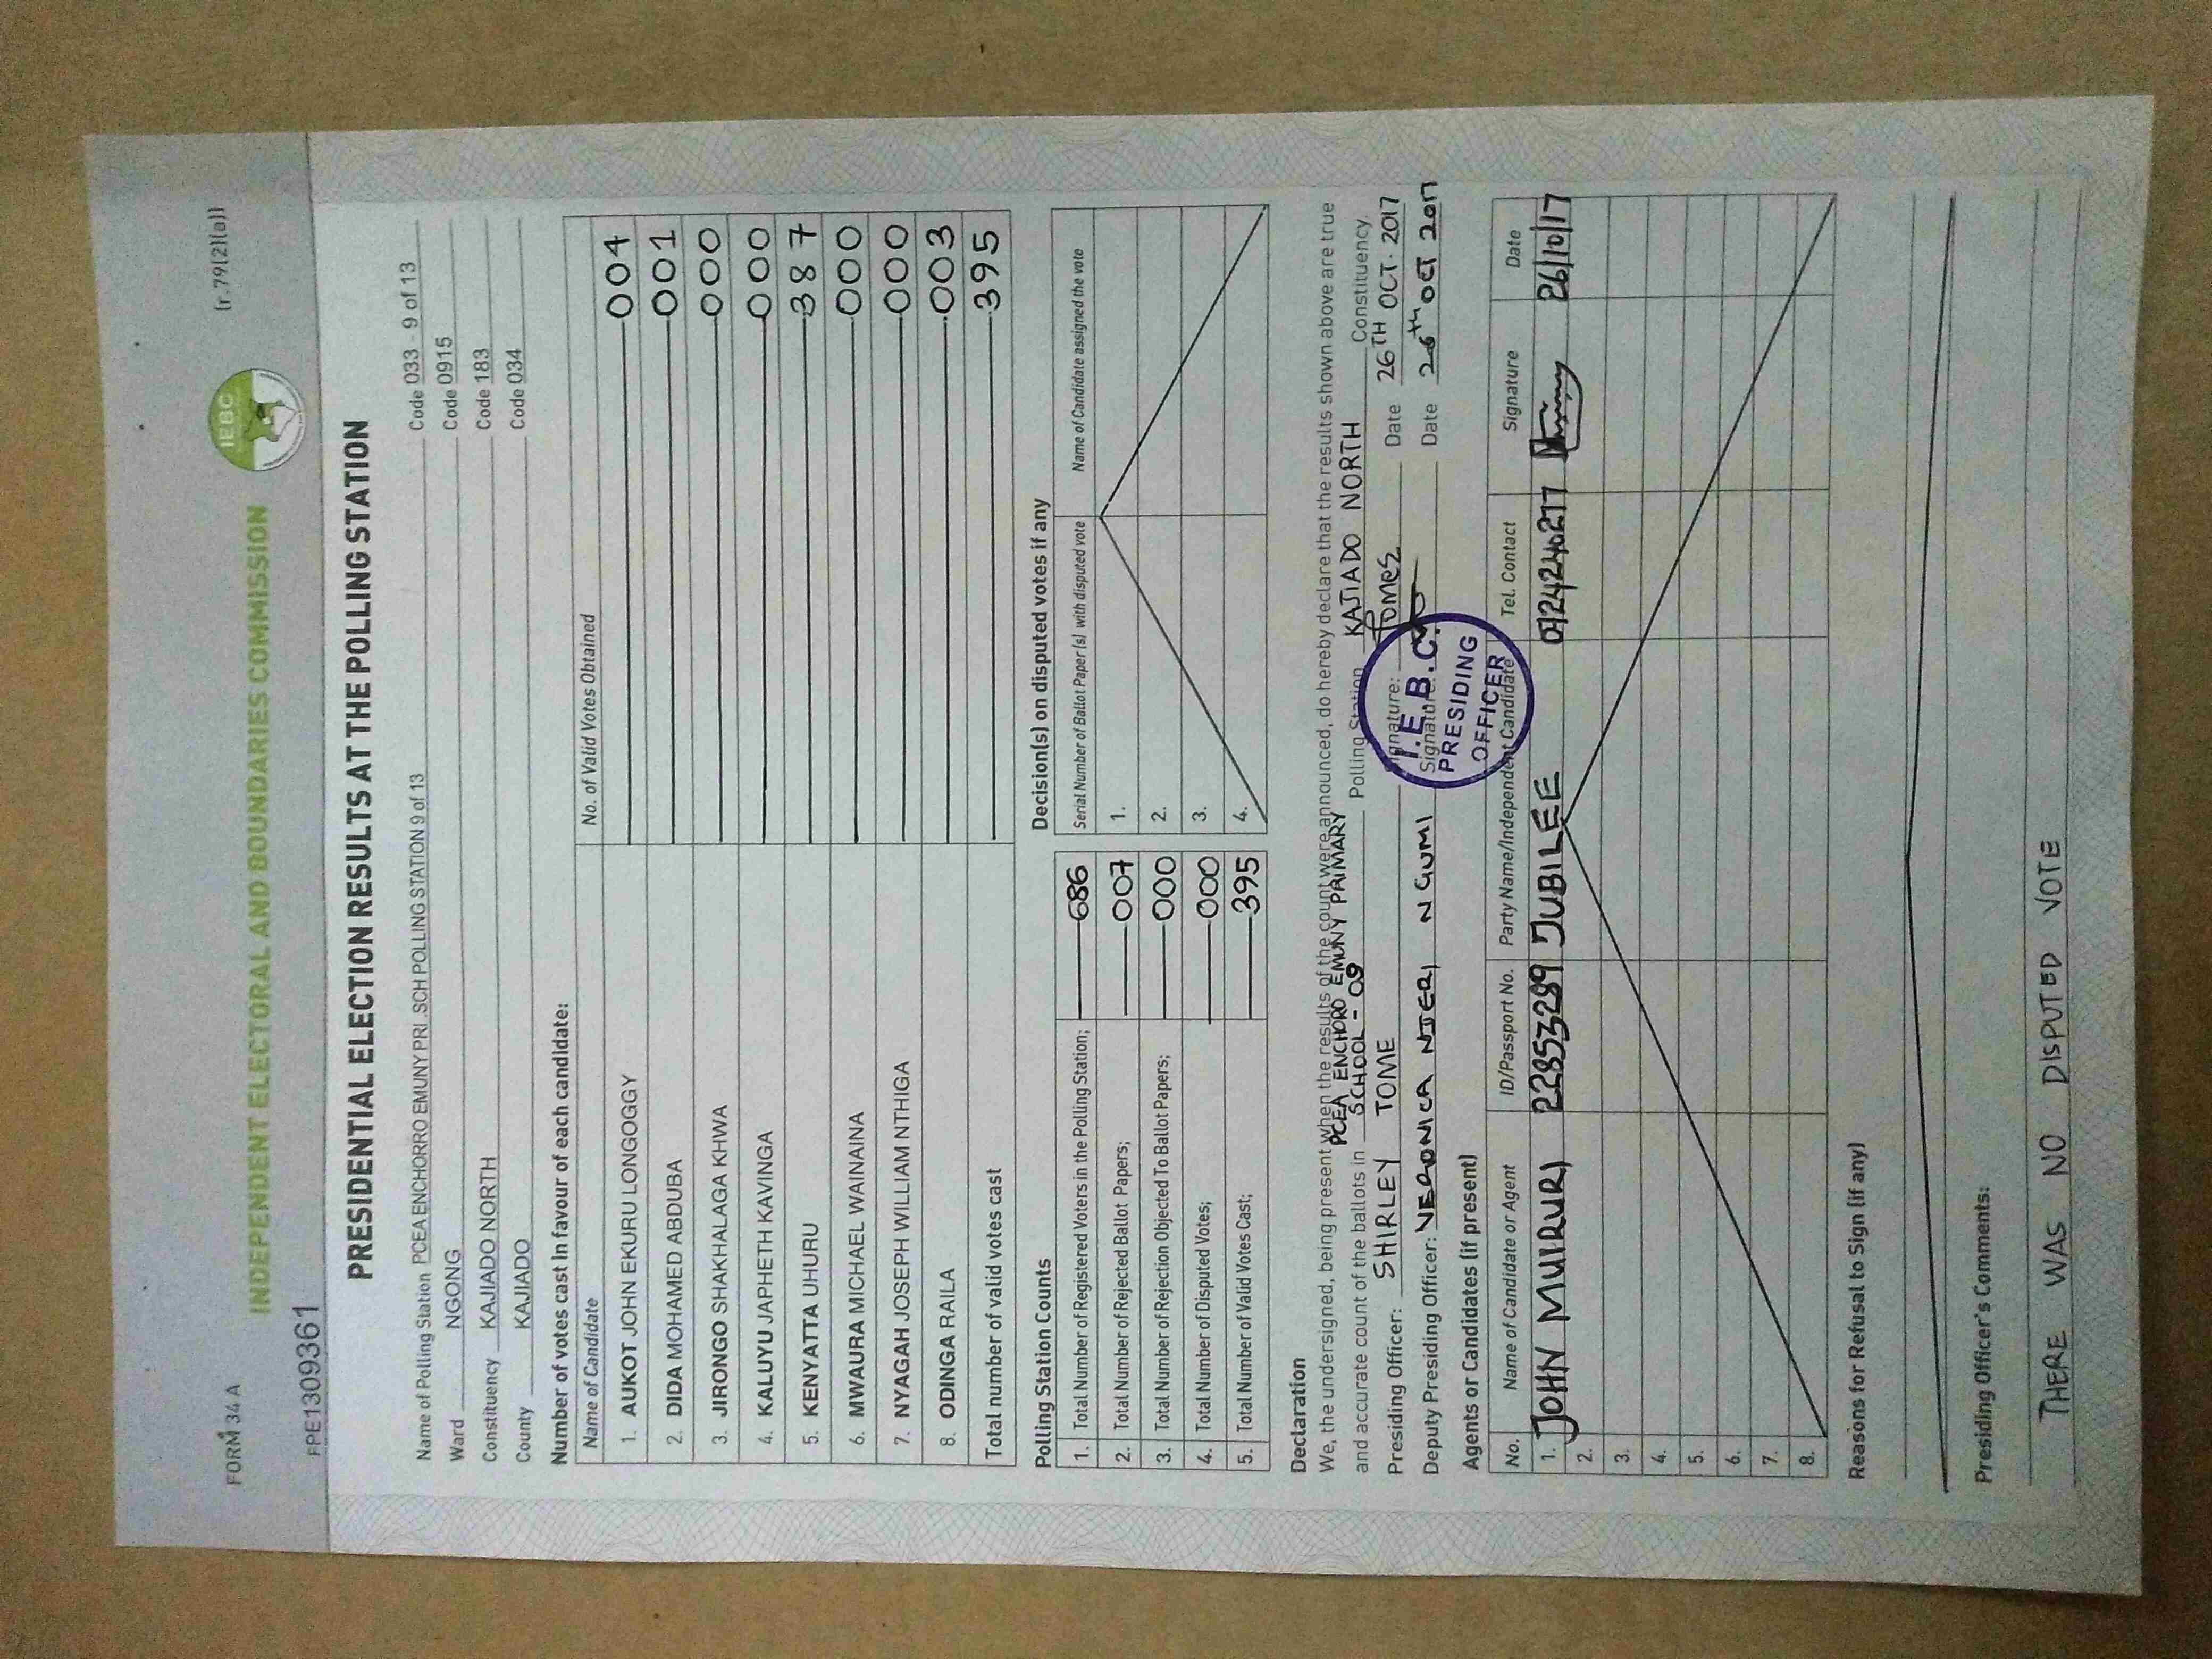 FORM 34 A
(r.79(2)(a))
INDEPENDENT ELECTORAL AND BOUNDARIES COMMISSION
IEBC
FPE1309361
PRESIDENTIAL ELECTION RESULTS AT THE POLLING STATION
Name of Polling Station PCEA ENCHORRO EMUNY PRI .SCH POLLING STATION 9 of 13 Code 033 - 9 of 13
Ward NGONG Code 0915
Constituency KAJIADO NORTH Code 183
County KAJIADO Code 034
Number of votes cast in favour of each candidate:
Name of Candidate No. of Valid Votes Obtained
1. AUKOT JOHN EKURU LONGOGGY 004
2. DIDA MOHAMED ABDUBA 001
3. JIRONGO SHAKHALAGA KHWA 000
4. KALUYU JAPHETH KAVINGA 000
5. KENYATTA UHURU 387
6. MWAURA MICHAEL WAINAINA 000
7. NYAGAH JOSEPH WILLIAM NTHIGA 000
8. ODINGA RAILA 003
Total number of valid votes cast 395
Polling Station Counts
1. Total Number of Registered Voters in the Polling Station; 686
2. Total Number of Rejected Ballot Papers; 007
3. Total Number of Rejection Objected To Ballot Papers; 000
4. Total Number of Disputed Votes; 000
5. Total Number of Valid Votes Cast; 395
Decision(s) on disputed votes if any
Serial Number of Ballot Paper (s) with disputed vote Name of Candidate assigned the vote
1.
2.
3.
4.
Declaration
We, the undersigned, being present when the results of the count were announced, do hereby declare that the results shown above are true
PCEA ENCHORO EMUNY PRIMARY
and accurate count of the ballots in SCHOOL - 09 Polling Station KAJIADO NORTH Constituency
Presiding Officer: SHIRLEY TOME Signature: Tomes Date 26TH OCT. 2017
Deputy Presiding Officer: VERONICA NJERI NGUMI Signature: Date 26th OCT 2017
I.E.B.C.
PRESIDING
OFFICER
Agents or Candidates (if present)
No. Name of Candidate or Agent ID/Passport No. Party Name/Independent Candidate Tel. Contact Signature Date
1. JOHN MUIRURI 22853289 JUBILEE 0724224027 26/10/17
2.
3.
4.
5.
6.
7.
8.
Reasons for Refusal to Sign (if any)
Presiding Officer's Comments:
THERE WAS NO DISPUTED VOTE